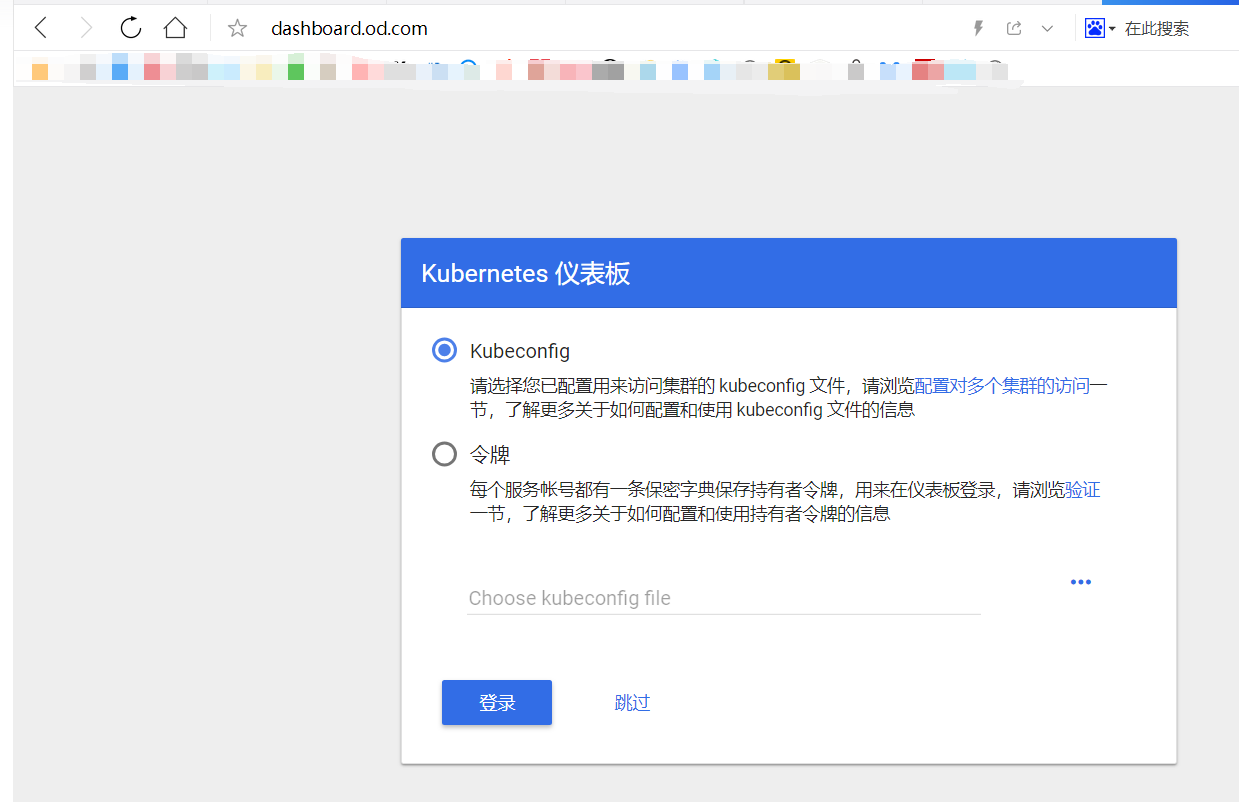 dashboard.od.com
在此搜索
Kubernetes 仪表板
Kubeconfig
请选择您已配置用来访问集群的 kubeconfig 文件，请浏览配置对多个集群的访问一
节，了解更多关于如何配置和使用 kubeconfig 文件的信息
令牌
每个服务帐号都有一条保密字典保存持有者令牌，用来在仪表板登录，请浏览验证
一节，了解更多关于如何配置和使用持有者令牌的信息
Choose kubeconfig file
登录
跳过